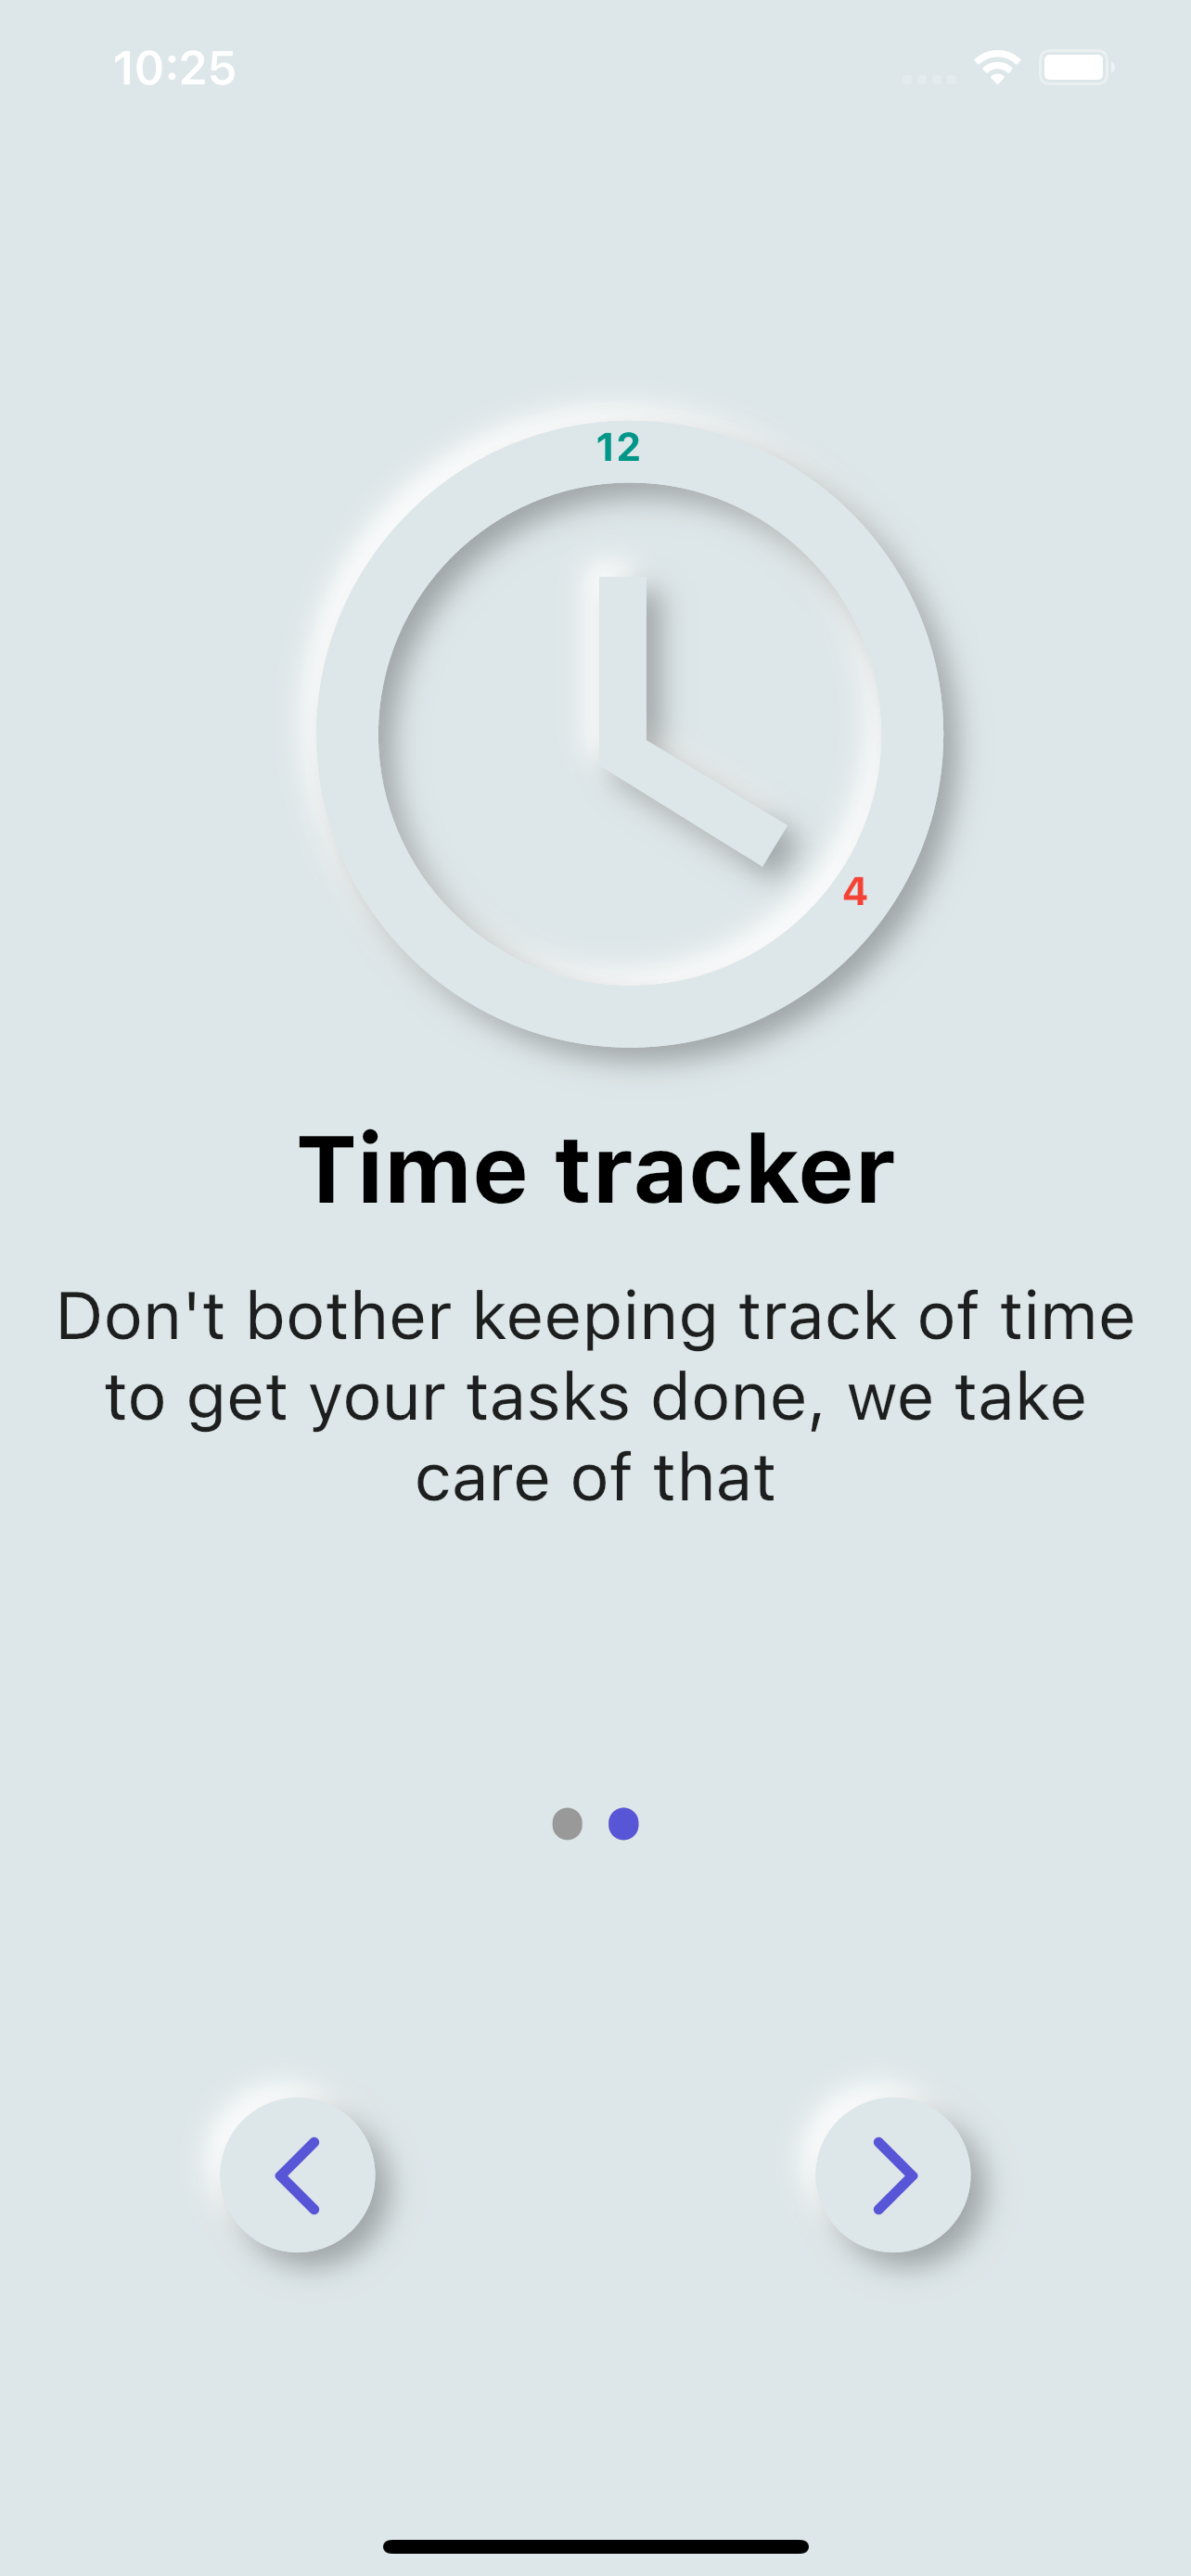 10:25
12
4
Time tracker
Don't bother keeping track of time
to get your tasks done, we take
care of that